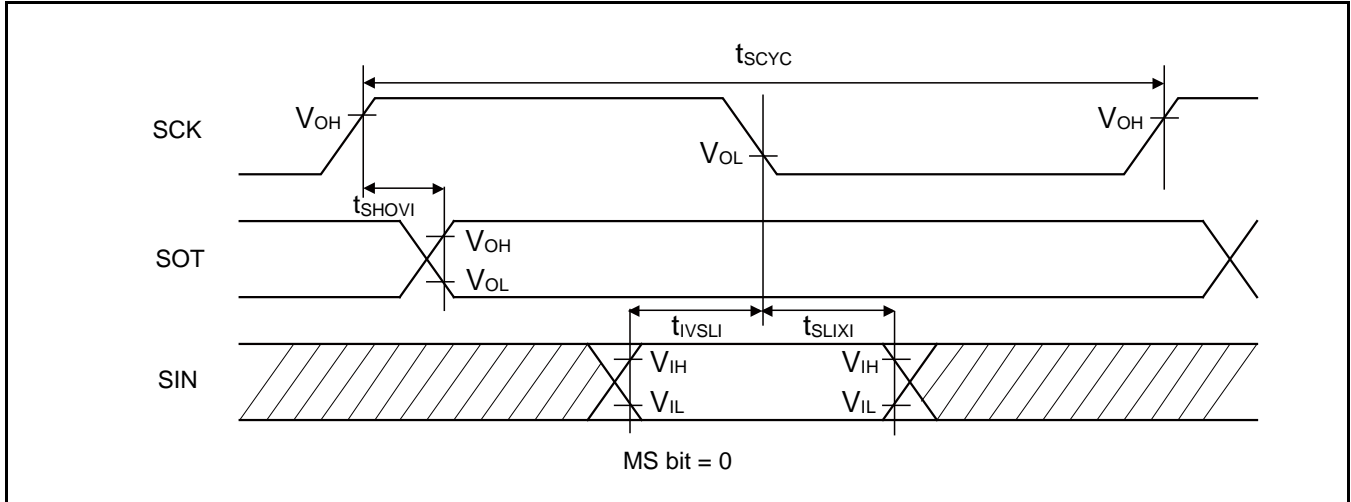 tSCYC
SCK
VOH
VOL
VOH
tSHOVI
SOT
VOH
VOL
tIVSLI
tSLIXI
SIN
VIH
VIH
VIL
VIL
MS bit = 0